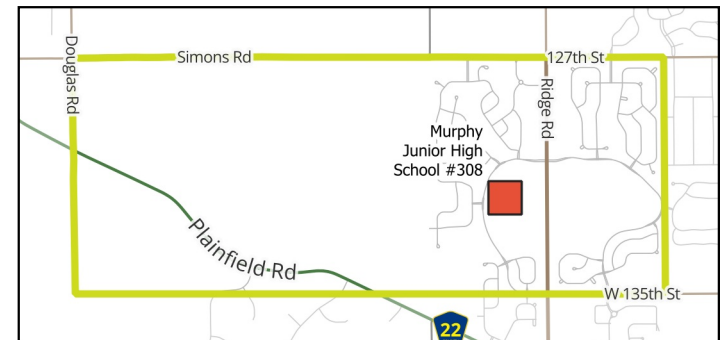 Douglas Rd
Simons Rd
127th St
Ridge Rd
Murphy
Junior High
School #308
Plainfield Rd
W 135th St
22